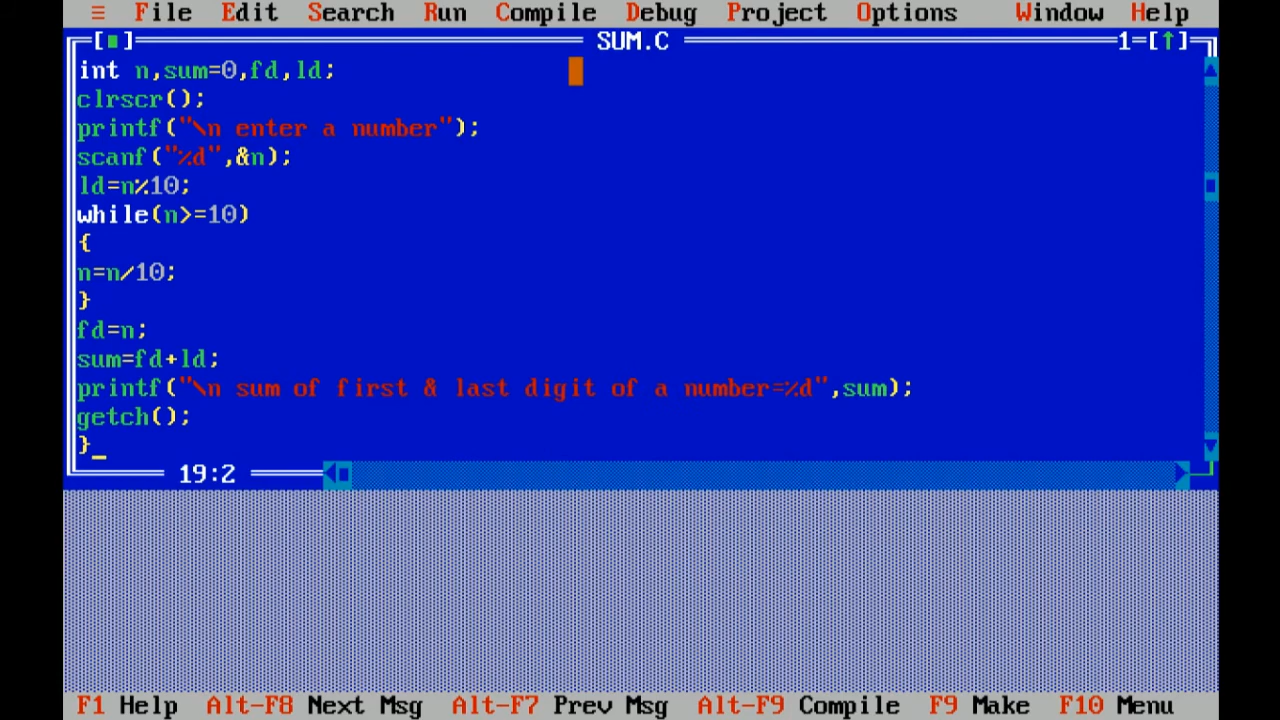 ≡ File Edit Search Run Compile Debug Project Options Window Help
[■] SUM.C 1=[↑]
int n,sum=0,fd,ld;
clrscr();
printf("\n enter a number");
scanf("%d",&n);
ld=n%10;
while(n>=10)
{
n=n/10;
}
fd=n;
sum=fd+ld;
printf("\n sum of first & last digit of a number=%d",sum);
getch();
}_
19:2
F1 Help Alt-F8 Next Msg Alt-F7 Prev Msg Alt-F9 Compile F9 Make F10 Menu